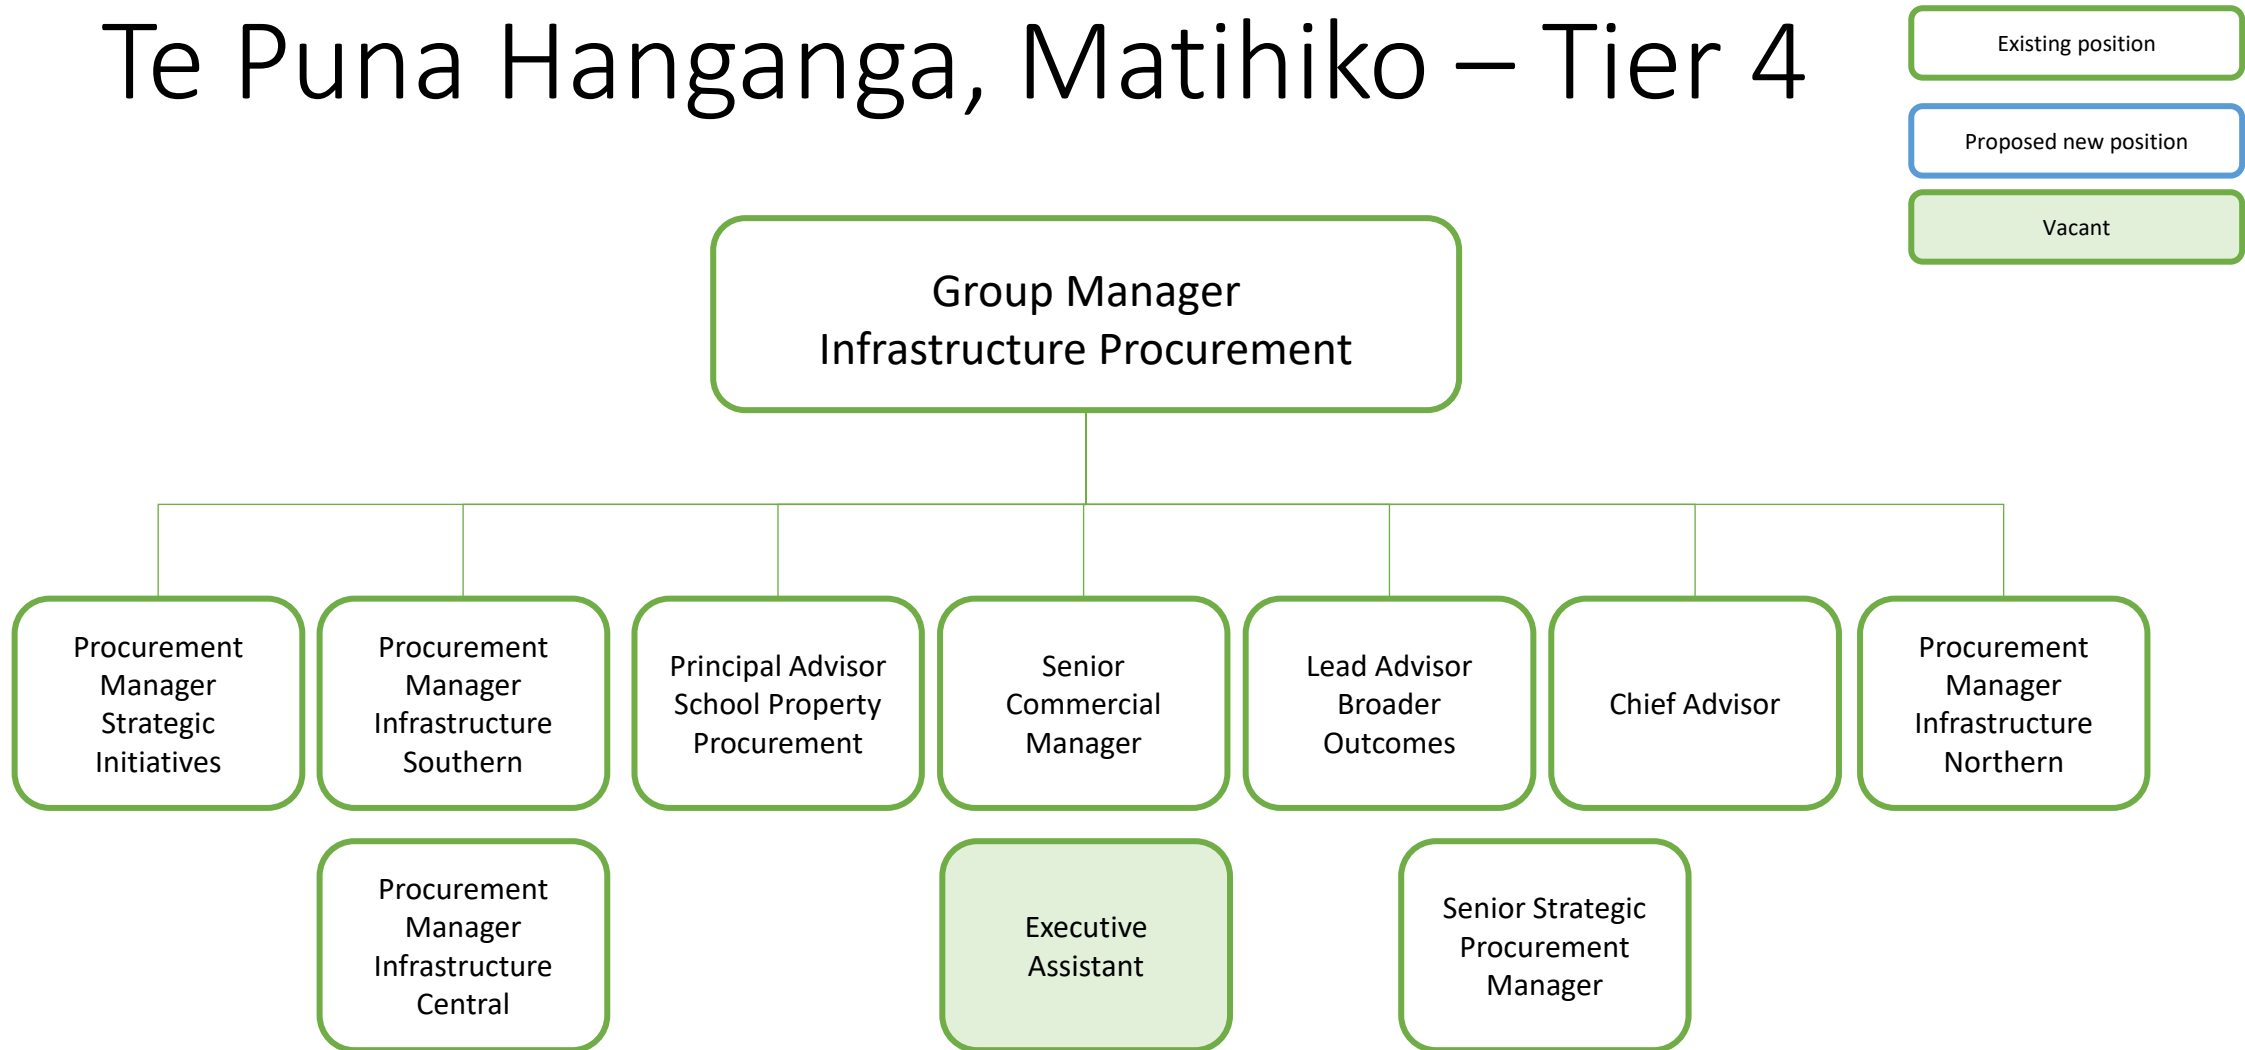 Te Puna Hanganga, Matihiko – Tier 4
Existing position
Proposed new position
Vacant
Group Manager
Infrastructure Procurement
Procurement
Manager
Strategic
Initiatives
Procurement
Manager
Infrastructure
Southern
Principal Advisor
School Property
Procurement
Senior
Commercial
Manager
Lead Advisor
Broader
Outcomes
Chief Advisor
Procurement
Manager
Infrastructure
Northern
Procurement
Manager
Infrastructure
Central
Executive
Assistant
Senior Strategic
Procurement
Manager